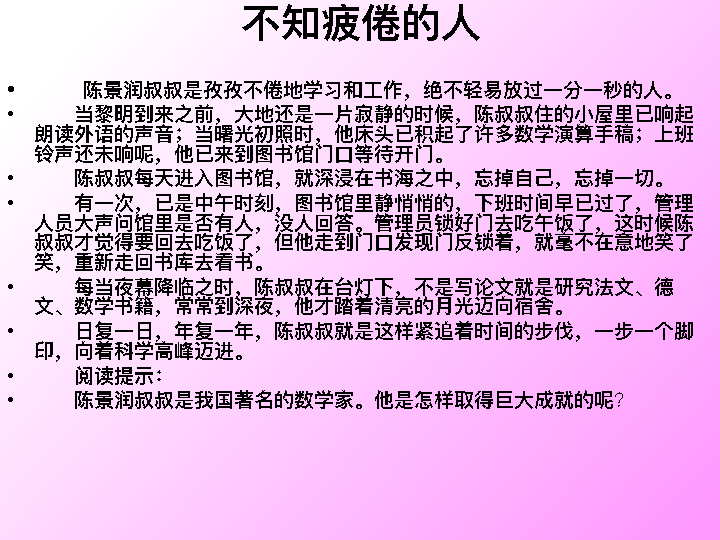 不知疲倦的人
• 陈景润叔叔是孜孜不倦地学习和工作，绝不轻易放过一分一秒的人。
• 当黎明到来之前，大地还是一片寂静的时候，陈叔叔住的小屋里已响起
朗读外语的声音；当曙光初照时，他床头已积起了许多数学演算手稿；上班
铃声还未响呢，他已来到图书馆门口等待开门。
• 陈叔叔每天进入图书馆，就深浸在书海之中，忘掉自己，忘掉一切。
• 有一次，已是中午时刻，图书馆里静悄悄的，下班时间早已过了，管理
人员大声问馆里是否有人，没人回答。管理员锁好门去吃午饭了，这时候陈
叔叔才觉得要回去吃饭了，但他走到门口发现门反锁着，就毫不在意地笑了
笑，重新走回书库去看书。
• 每当夜幕降临之时，陈叔叔在台灯下，不是写论文就是研究法文、德
文、数学书籍，常常到深夜，他才踏着清亮的月光迈向宿舍。
• 日复一日，年复一年，陈叔叔就是这样紧追着时间的步伐，一步一个脚
印，向着科学高峰迈进。
• 阅读提示：
• 陈景润叔叔是我国著名的数学家。他是怎样取得巨大成就的呢?